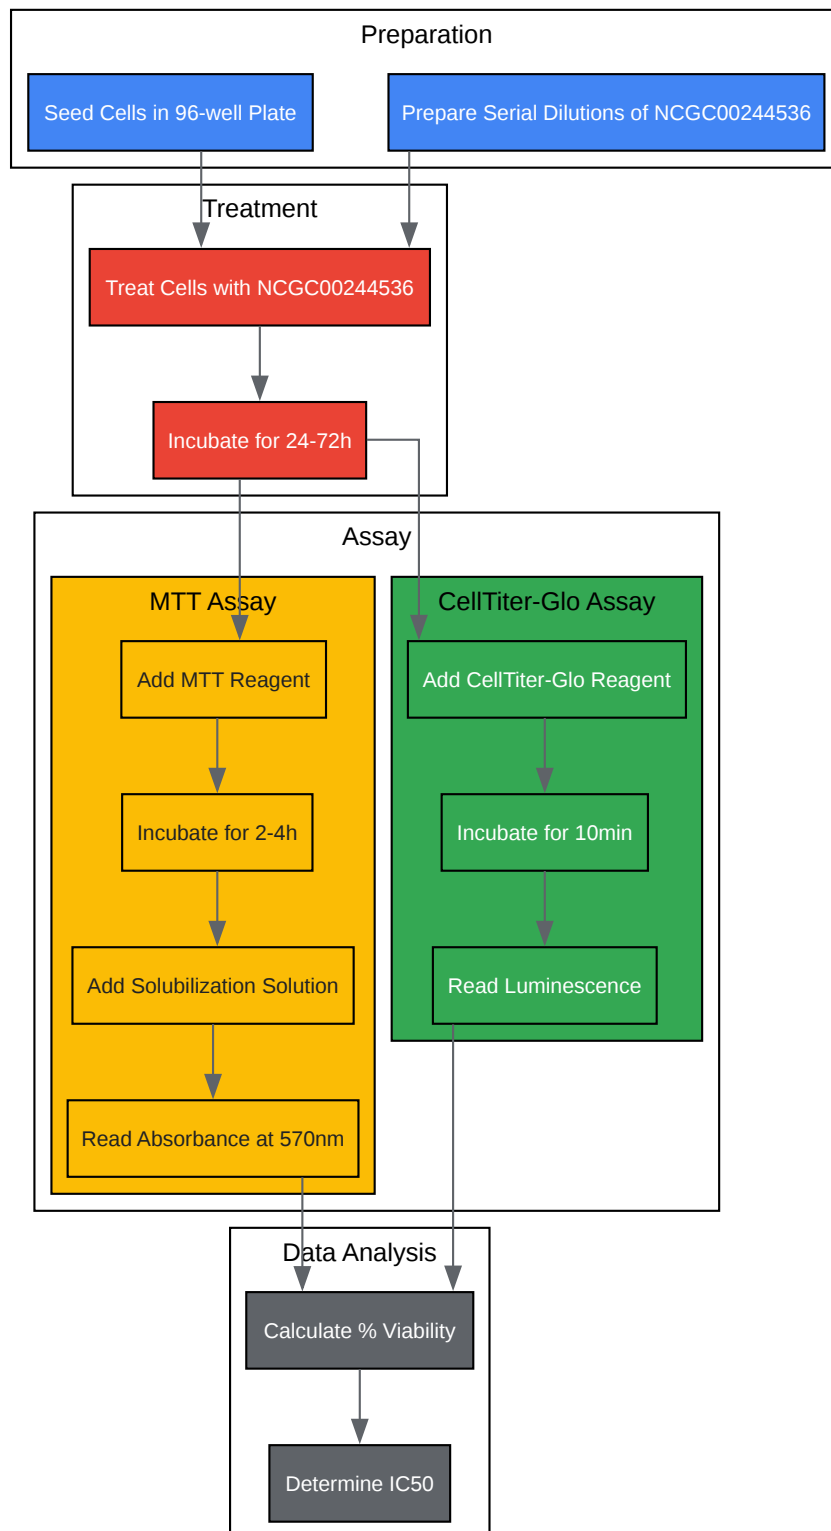 Preparation
Seed Cells in 96-well Plate
Prepare Serial Dilutions of NCGC00244536
Treatment
Treat Cells with NCGC00244536
Incubate for 24-72h
Assay
MTT Assay
Add MTT Reagent
Incubate for 2-4h
Add Solubilization Solution
Read Absorbance at 570nm
CellTiter-Glo Assay
Add CellTiter-Glo Reagent
Incubate for 10min
Read Luminescence
Data Analysis
Calculate % Viability
Determine IC50